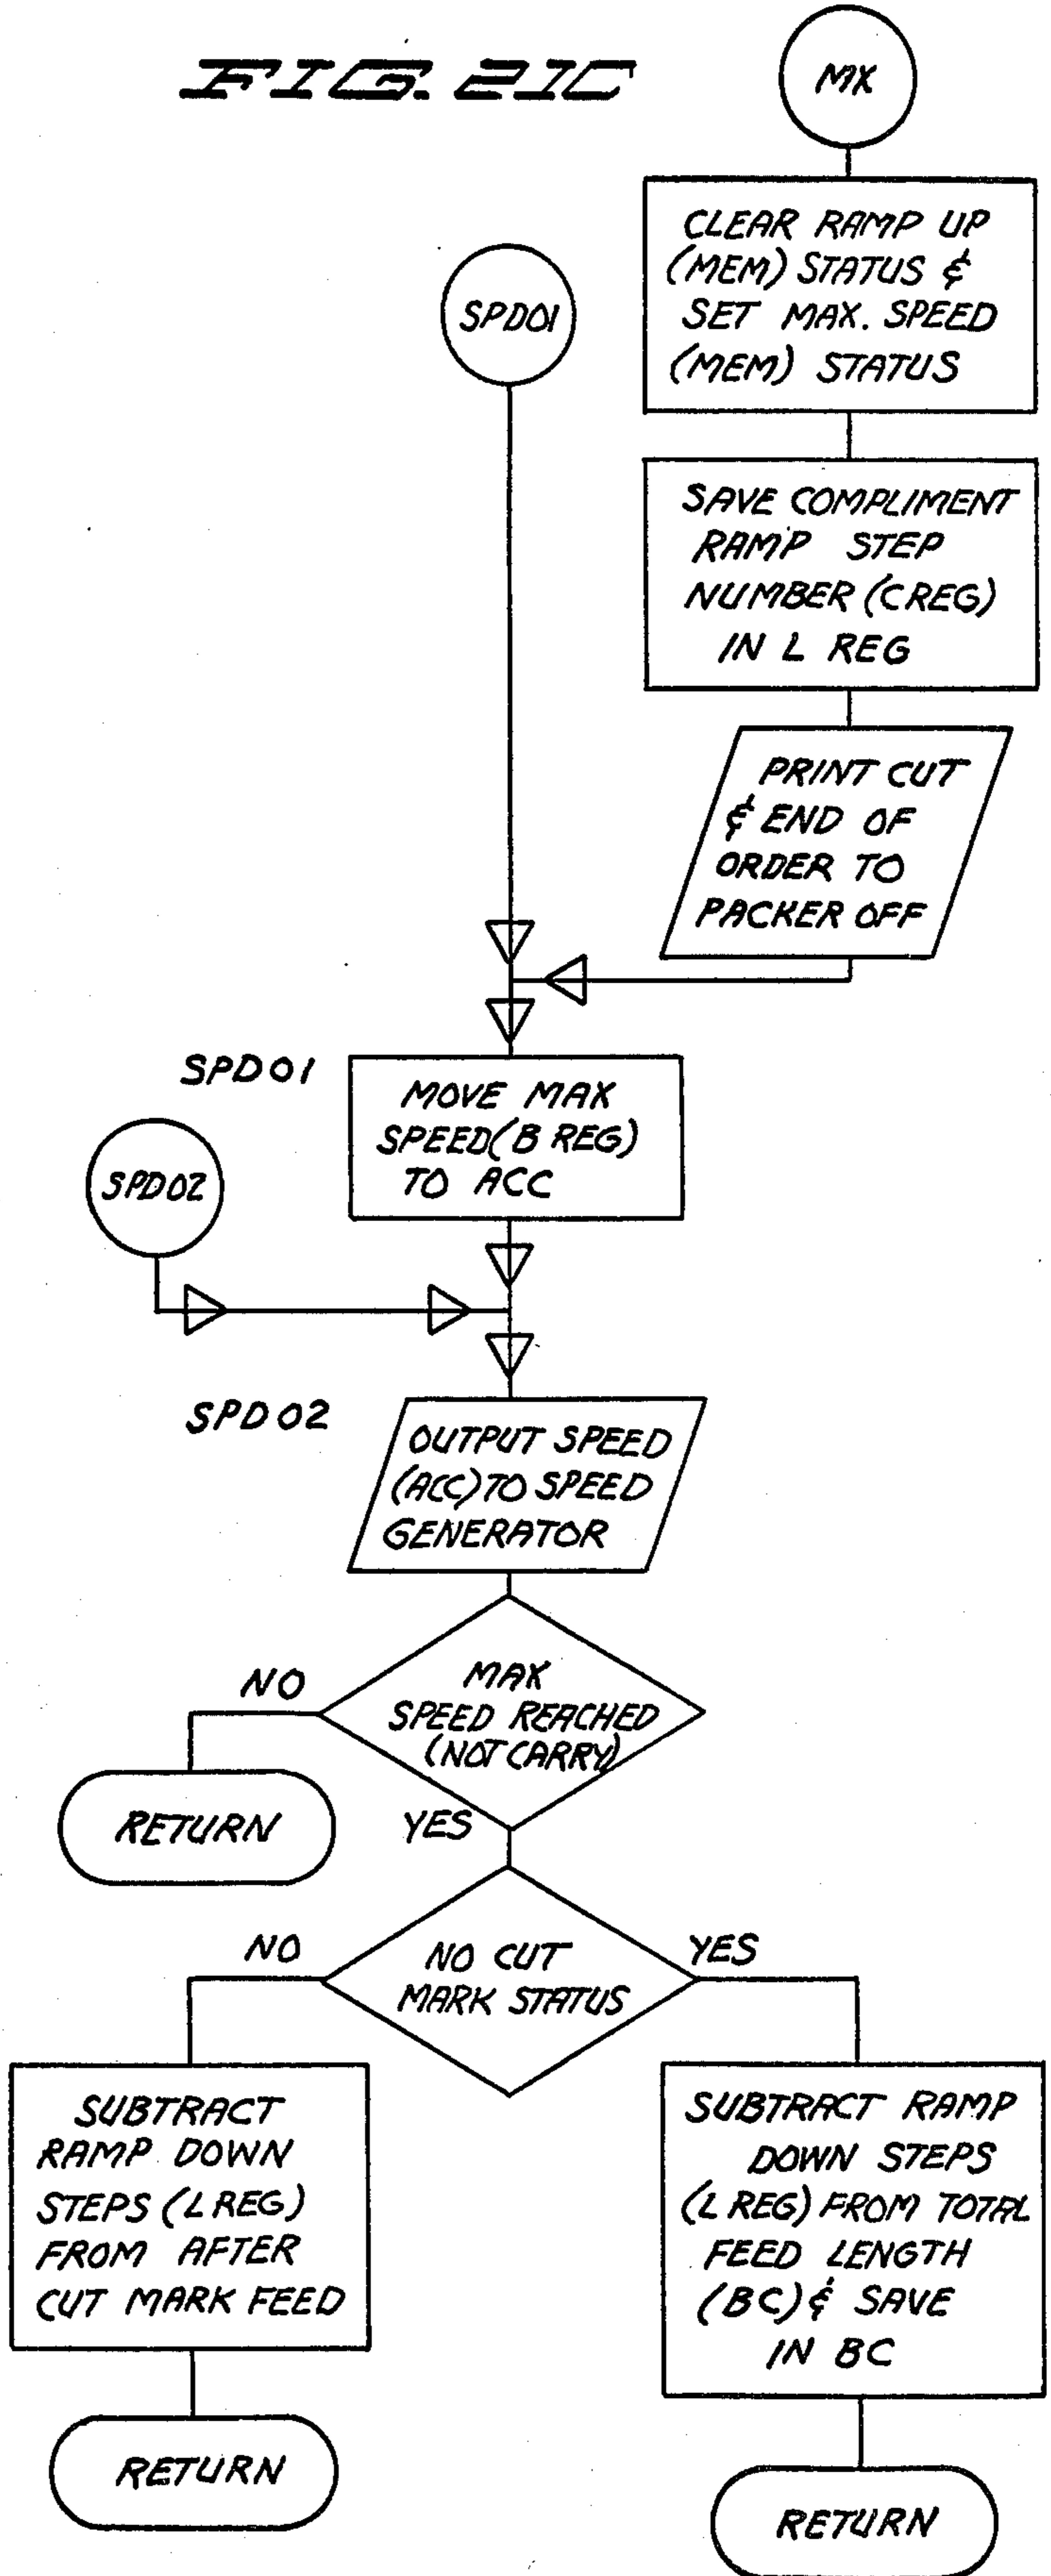 FIG. 21C
MX
CLEAR RAMP UP
(MEM) STATUS &
SET MAX. SPEED
(MEM) STATUS
SPD01
SAVE COMPLIMENT
RAMP STEP
NUMBER (C REG)
IN L REG
PRINT CUT
& END OF
ORDER TO
PACKER OFF
SPD01
MOVE MAX
SPEED (B REG)
TO ACC
SPD02
SPD02
OUTPUT SPEED
(ACC) TO SPEED
GENERATOR
MAX
SPEED REACHED
(NOT CARRY)
NO
RETURN
YES
NO CUT
MARK STATUS
NO
YES
SUBTRACT
RAMP DOWN
STEPS (L REG)
FROM AFTER
CUT MARK FEED
RETURN
SUBTRACT RAMP
DOWN STEPS
(L REG) FROM TOTAL
FEED LENGTH
(BC) & SAVE
IN BC
RETURN